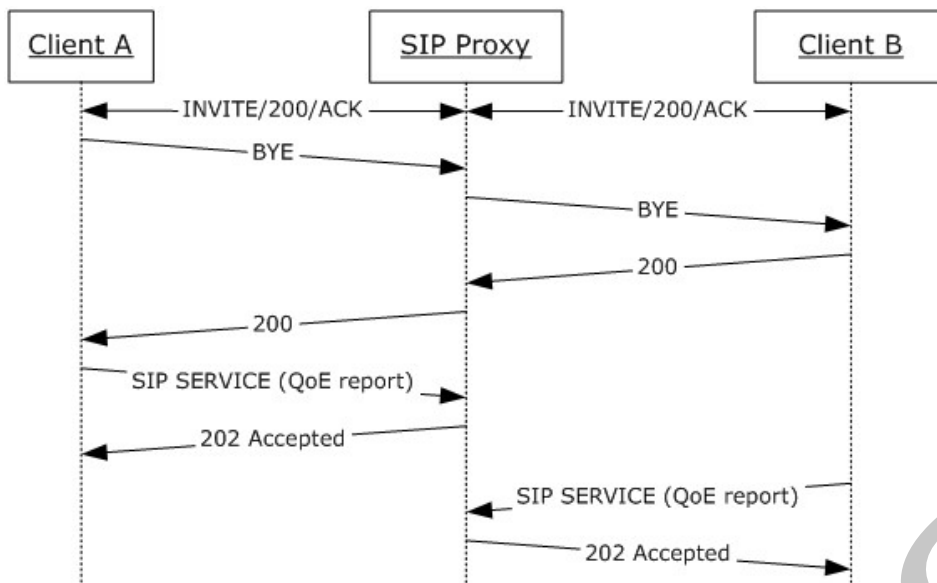 Client A
SIP Proxy
Client B
INVITE/200/ACK
INVITE/200/ACK
BYE
BYE
200
200
SIP SERVICE (QoE report)
202 Accepted
SIP SERVICE (QoE report)
202 Accepted